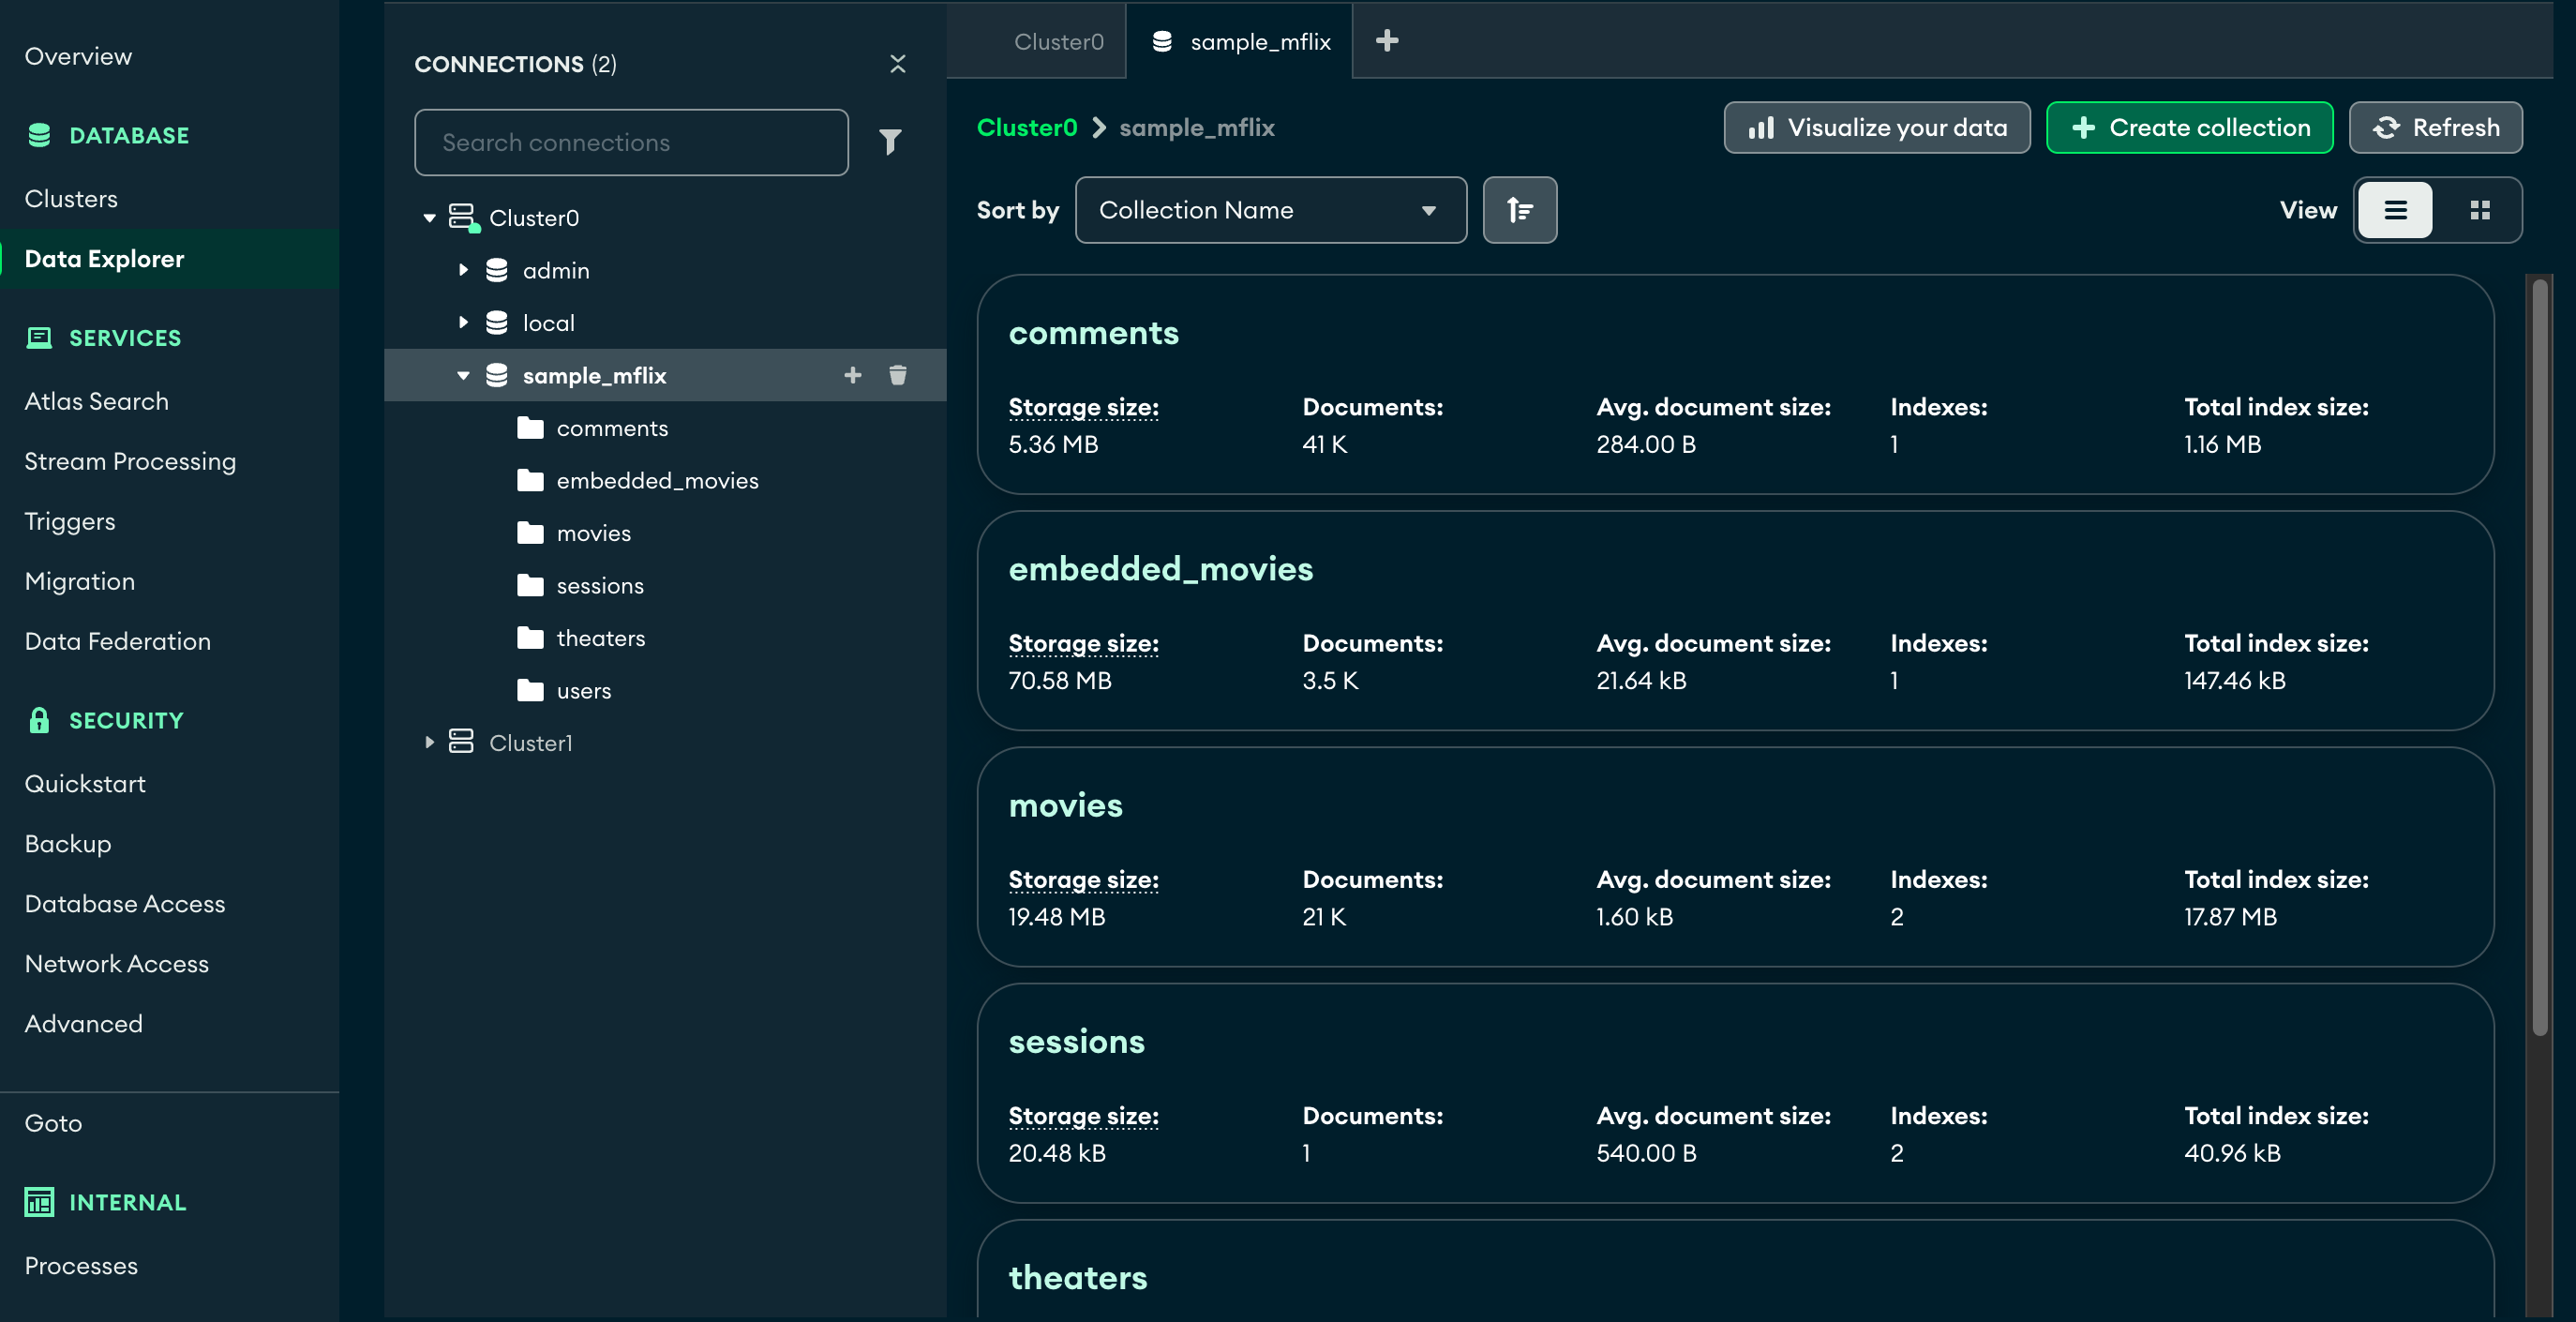 Overview
DATABASE
Clusters
Data Explorer
SERVICES
Atlas Search
Stream Processing
Triggers
Migration
Data Federation
SECURITY
Quickstart
Backup
Database Access
Network Access
Advanced
Goto
INTERNAL
Processes
CONNECTIONS (2)
Search connections
Cluster0
admin
local
sample_mflix
comments
embedded_movies
movies
sessions
theaters
users
Cluster1
Cluster0
sample_mflix
Cluster0 sample_mflix
Visualize your data
Create collection
Refresh
Sort by Collection Name
View
comments
Storage size: Documents: Avg. document size: Indexes: Total index size:
5.36 MB 41 K 284.00 B 1 1.16 MB
embedded_movies
Storage size: Documents: Avg. document size: Indexes: Total index size:
70.58 MB 3.5 K 21.64 kB 1 147.46 kB
movies
Storage size: Documents: Avg. document size: Indexes: Total index size:
19.48 MB 21 K 1.60 kB 2 17.87 MB
sessions
Storage size: Documents: Avg. document size: Indexes: Total index size:
20.48 kB 1 540.00 B 2 40.96 kB
theaters